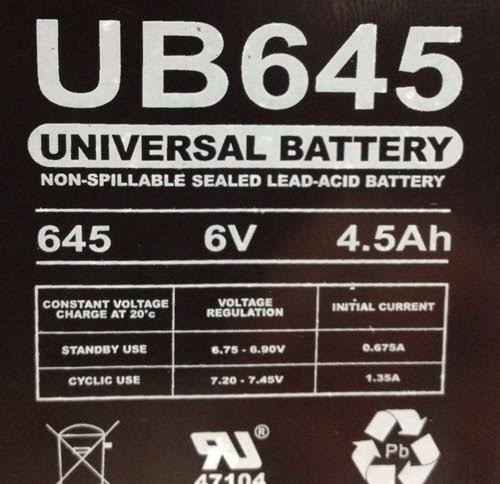 UB645
UNIVERSAL BATTERY
NON-SPILLABLE SEALED LEAD-ACID BATTERY
645 6V 4.5Ah
CONSTANT VOLTAGE CHARGE AT 20°c VOLTAGE REGULATION INITIAL CURRENT
STANDBY USE 6.75 - 6.90V 0.675A
CYCLIC USE 7.20 - 7.45V 1.35A
RU® Pb
47104